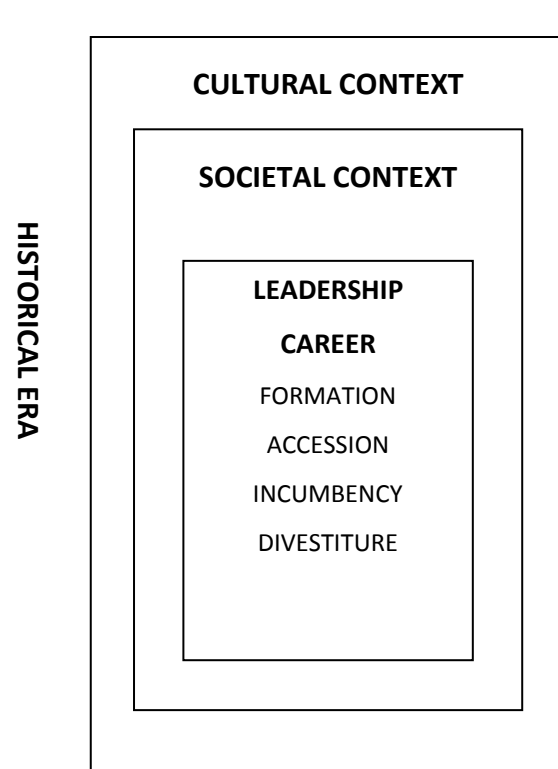 CULTURAL CONTEXT
SOCIETAL CONTEXT
HISTORICAL ERA
LEADERSHIP
CAREER
FORMATION
ACCESSION
INCUMBENCY
DIVESTITURE